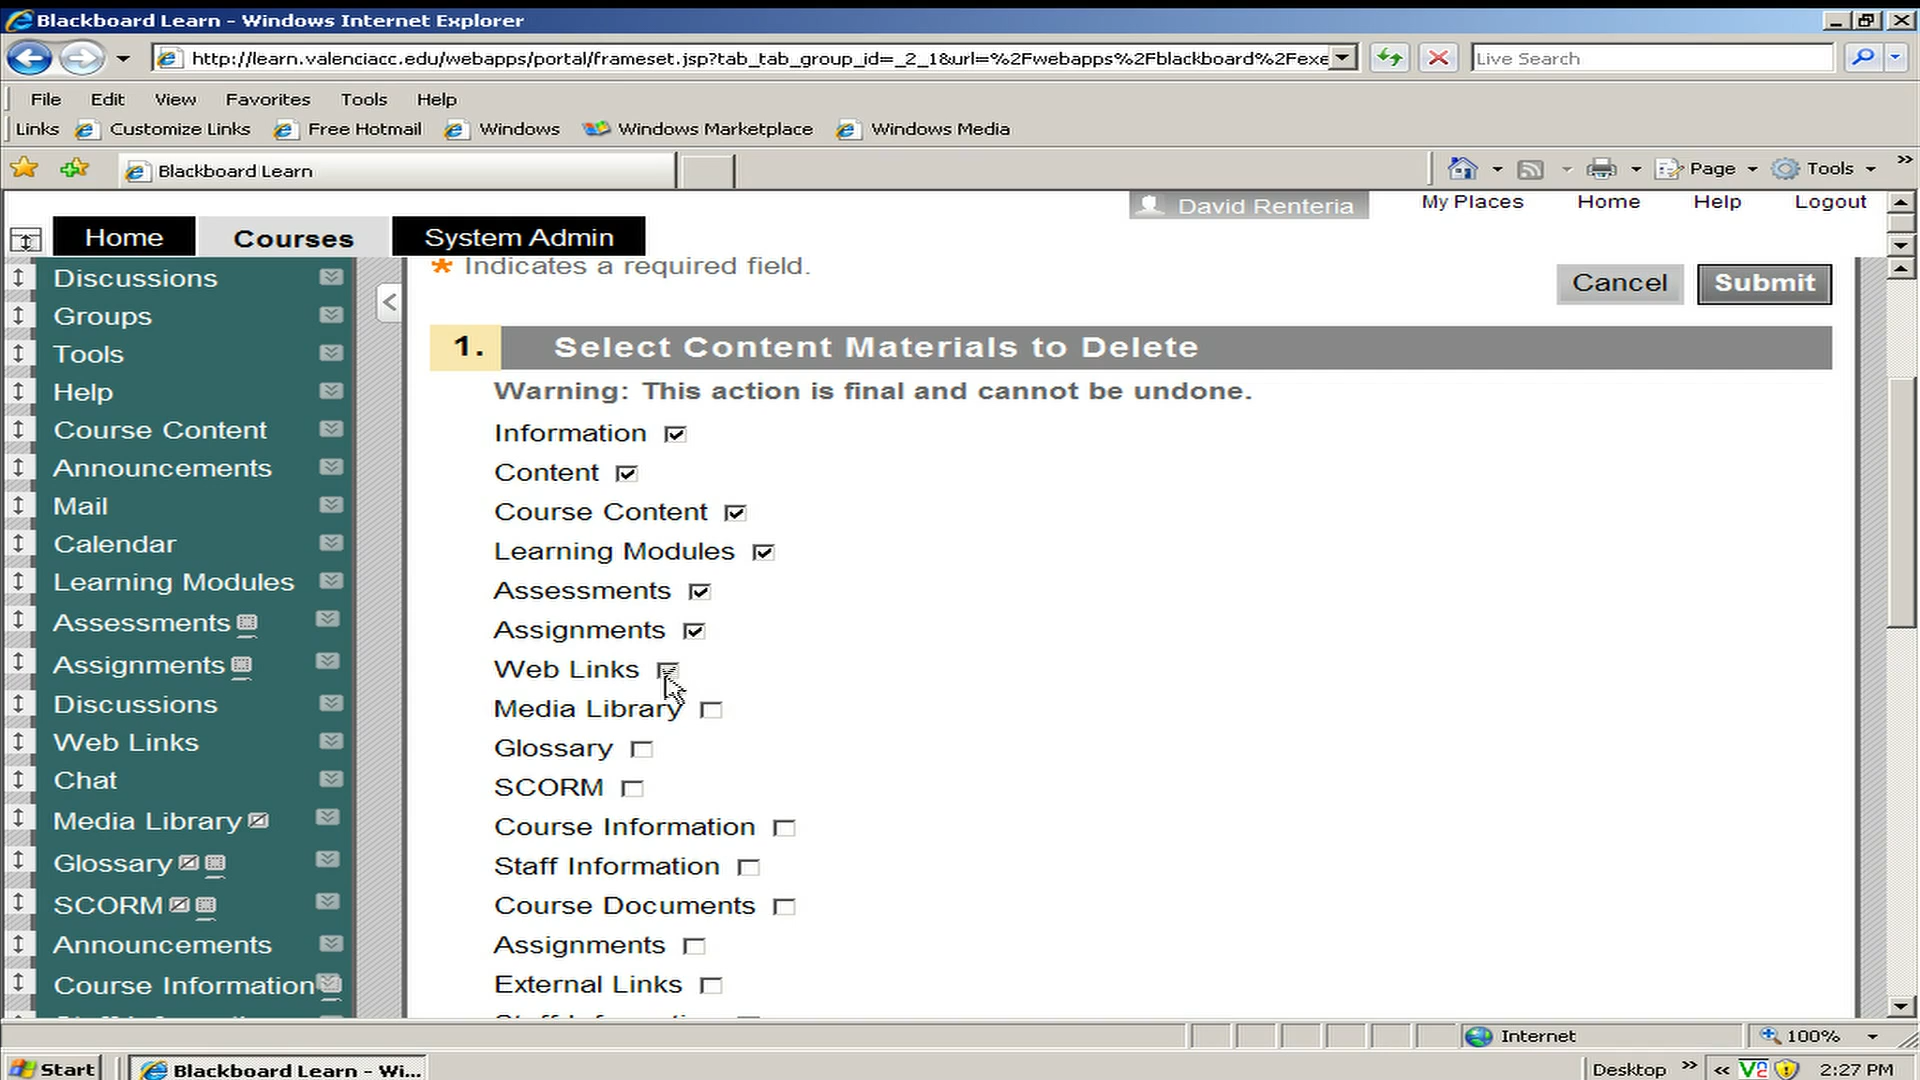 Blackboard Learn - Windows Internet Explorer
http://learn.valenciacc.edu/webapps/portal/frameset.jsp?tab_tab_group_id=_2_1&url=%2Fwebapps%2Fblackboard%2Fexe
Live Search
File Edit View Favorites Tools Help
Links Customize Links Free Hotmail Windows Windows Marketplace Windows Media
Blackboard Learn
Page Tools
David Renteria My Places Home Help Logout
Home Courses System Admin
Discussions
Groups
Tools
Help
Course Content
Announcements
Mail
Calendar
Learning Modules
Assessments
Assignments
Discussions
Web Links
Chat
Media Library
Glossary
SCORM
Announcements
Course Information
* Indicates a required field.
Cancel Submit
1. Select Content Materials to Delete
Warning: This action is final and cannot be undone.
Information
Content
Course Content
Learning Modules
Assessments
Assignments
Web Links
Media Library
Glossary
SCORM
Course Information
Staff Information
Course Documents
Assignments
External Links
Internet 100%
Start Blackboard Learn - Wi... Desktop 2:27 PM